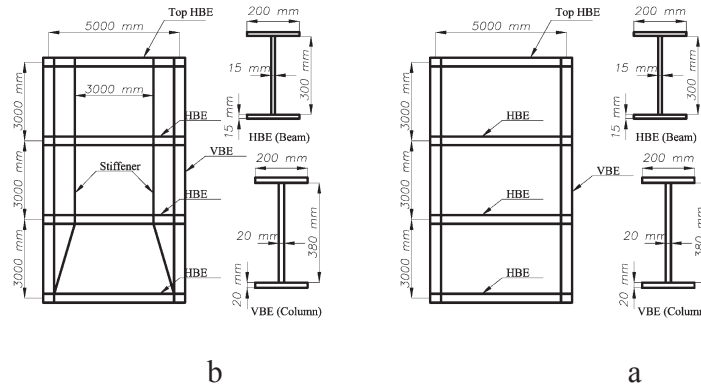 Top HBE
5000 mm
200 mm
3000 mm
3000 mm
15 mm
300 mm
15 mm
HBE
HBE (Beam)
VBE
3000 mm
Stiffener
200 mm
HBE
20 mm
380 mm
3000 mm
HBE
20 mm
VBE (Column)
b
Top HBE
5000 mm
200 mm
3000 mm
15 mm
300 mm
15 mm
HBE
HBE (Beam)
3000 mm
VBE
200 mm
HBE
20 mm
3000 mm
HBE
20 mm
a